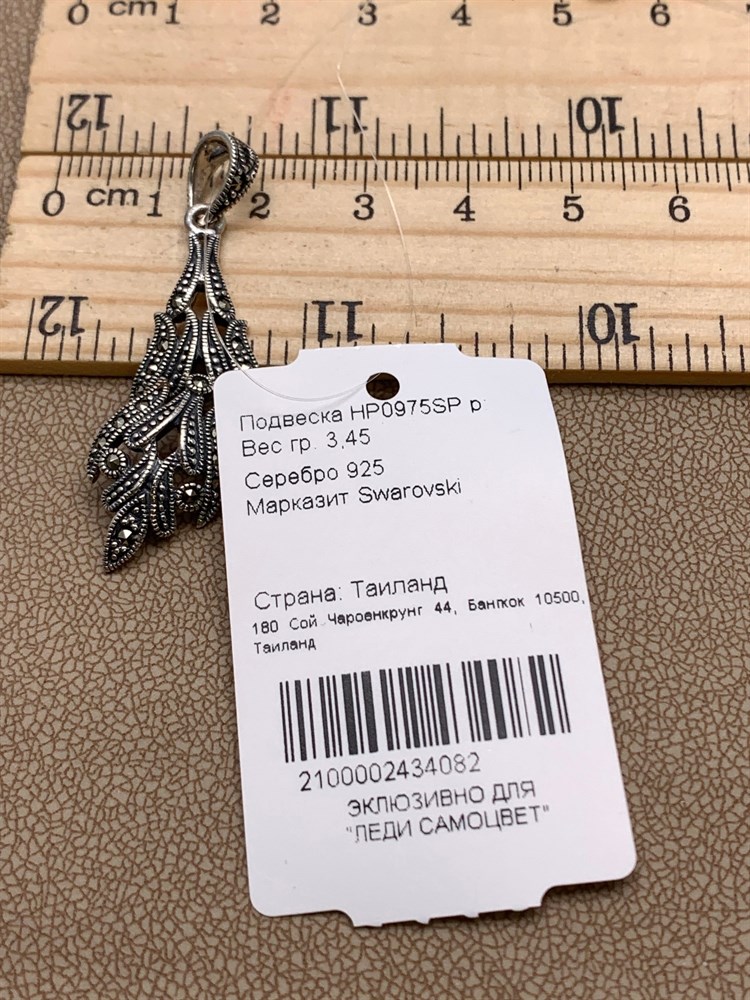 0 cm 1 2 3 4 5 6
12 11 10
0 cm 1 2 3 4 5 6
12 11 10
Подвеска HP0975SP р
Вес гр. 3,45
Серебро 925
Марказит Swarovski
Страна: Таиланд
180 Сой Чароенкрунг 44, Бангкок 10500,
Таиланд
2100002434082
ЭКЛЮЗИВНО ДЛЯ
"ЛЕДИ САМОЦВЕТ"